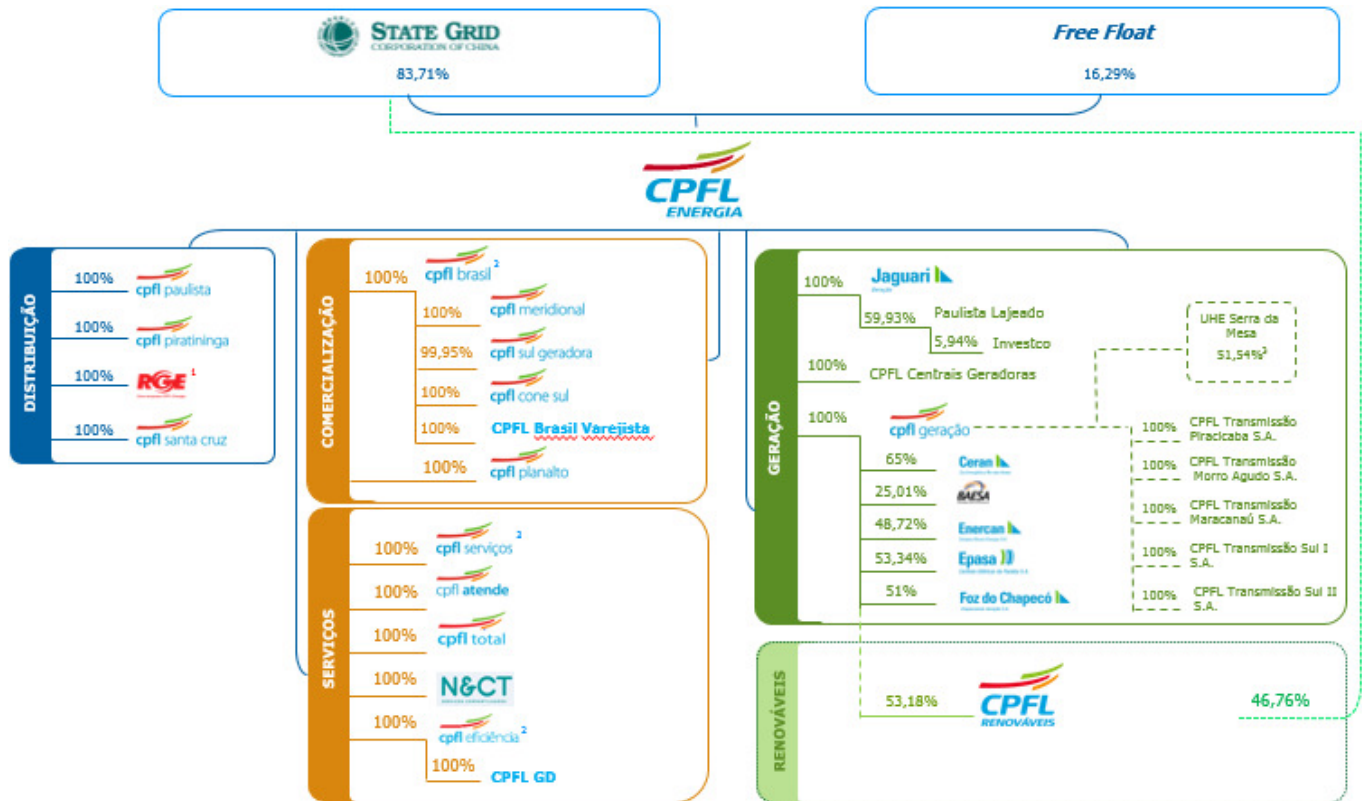 STATE GRID
CORPORATION OF CHINA
83,71%
Free Float
16,29%
CPFL
ENERGIA
DISTRIBUIÇÃO
100%
cpfl paulista
100%
cpfl piratininga
100%
RGE 1
100%
cpfl santa cruz
COMERCIALIZAÇÃO
100%
cpfl brasil 2
100%
cpfl meridional
99,95%
cpfl sul geradora
100%
cpfl cone sul
100%
CPFL Brasil Varejista
100%
cpfl planalto
SERVIÇOS
100%
cpfl serviços 2
100%
cpfl atende
100%
cpfl total
100%
N&CT
100%
cpfl eficiência 2
100%
CPFL GD
GERAÇÃO
100%
Jaguari
59,93%
Paulista Lajeado
5,94%
Investco
100%
CPFL Centrais Geradoras
100%
cpfl geração
65%
Ceran
25,01%
BAESA
48,72%
Enercan
53,34%
Epasa
51%
Foz do Chapecó
UHE Serra da
Mesa
51,54%³
100%
CPFL Transmissão
Piracicaba S.A.
100%
CPFL Transmissão
Morro Agudo S.A.
100%
CPFL Transmissão
Maracanaú S.A.
100%
CPFL Transmissão Sul I
S.A.
100%
CPFL Transmissão Sul II
S.A.
RENOVÁVEIS
53,18%
CPFL
RENOVÁVEIS
46,76%